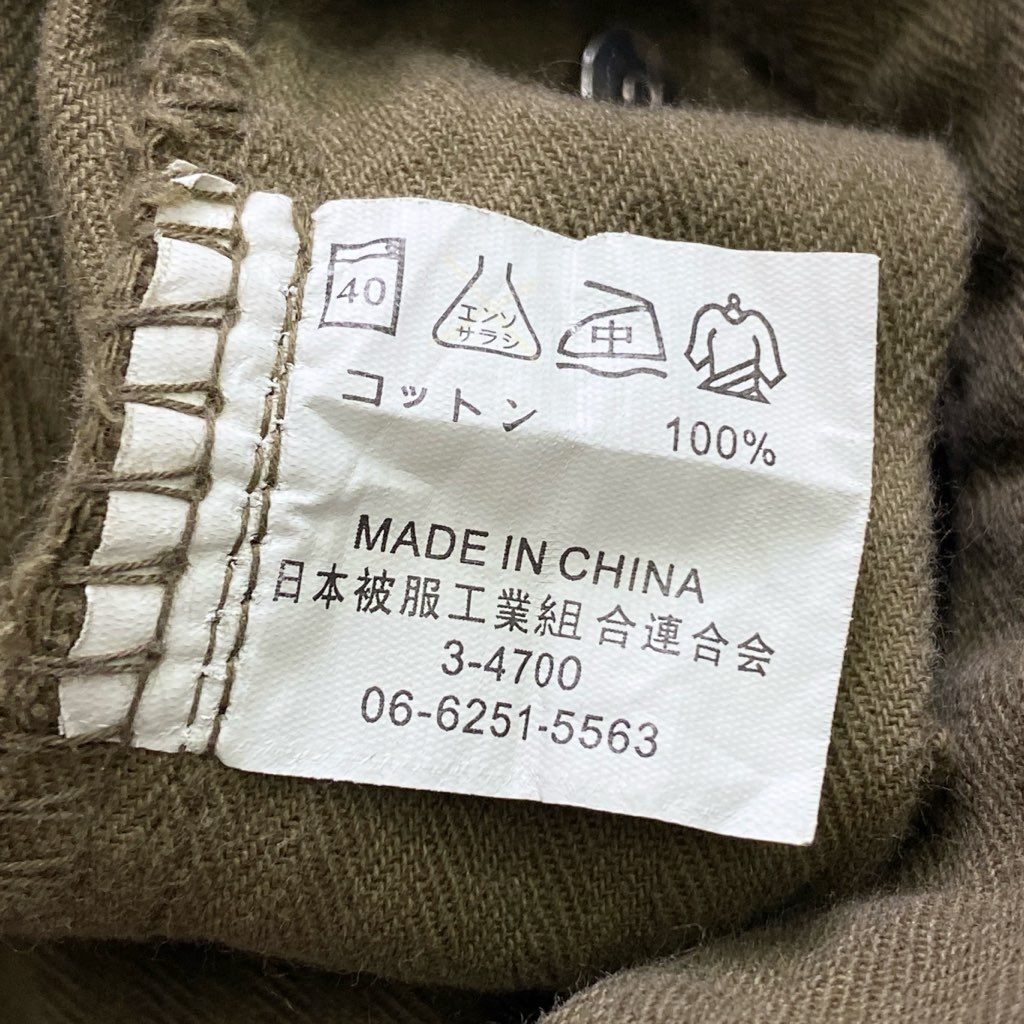 40 エンソ 中
サラシ
コットン 100%
MADE IN CHINA
日本被服工業組合連合会
3-4700
06-6251-5563